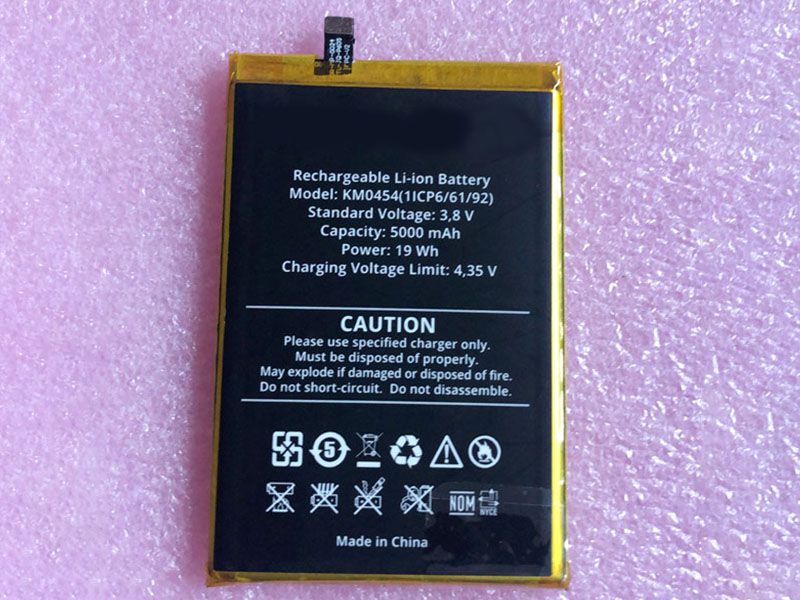 Rechargeable Li-ion Battery
Model: KM0454(1ICP6/61/92)
Standard Voltage: 3,8 V
Capacity: 5000 mAh
Power: 19 Wh
Charging Voltage Limit: 4,35 V
CAUTION
Please use specified charger only.
Must be disposed of properly.
May explode if damaged or disposed of fire.
Do not short-circuit. Do not disassemble.
5
NOM
NYCE
Made in China